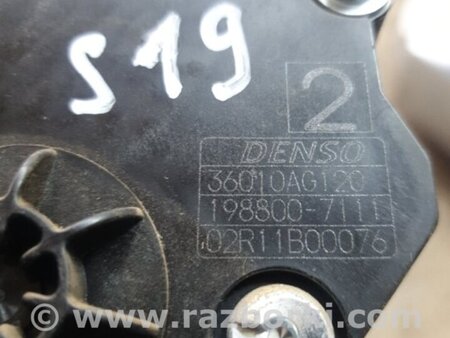 S19
2
DENSO
36010AG120
198800-7111
02R11B00076
www.razborki.com